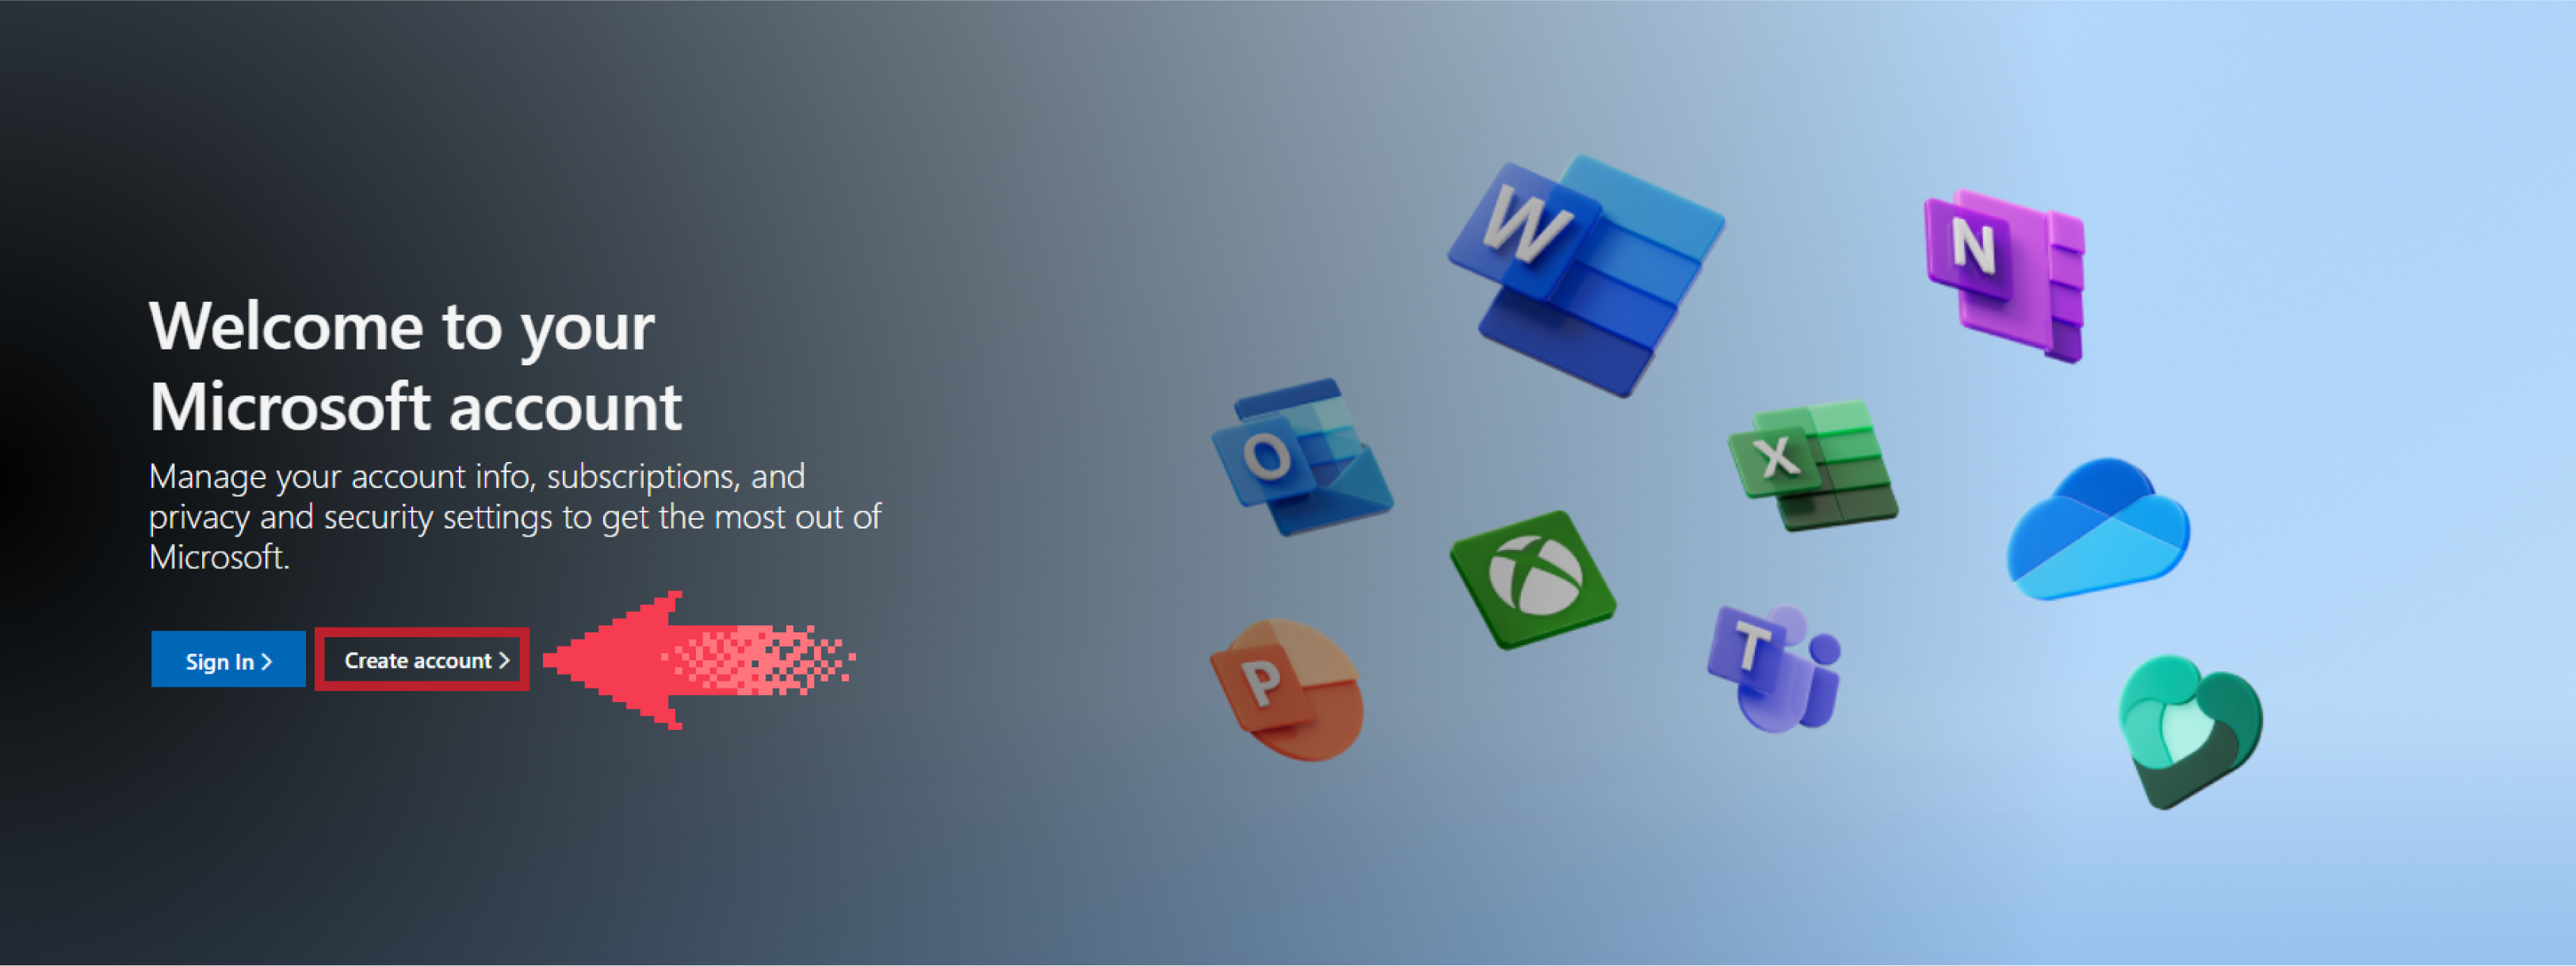 Welcome to your
Microsoft account
Manage your account info, subscriptions, and
privacy and security settings to get the most out of
Microsoft.
Sign In >
Create account >
W
N
O
X
P
T